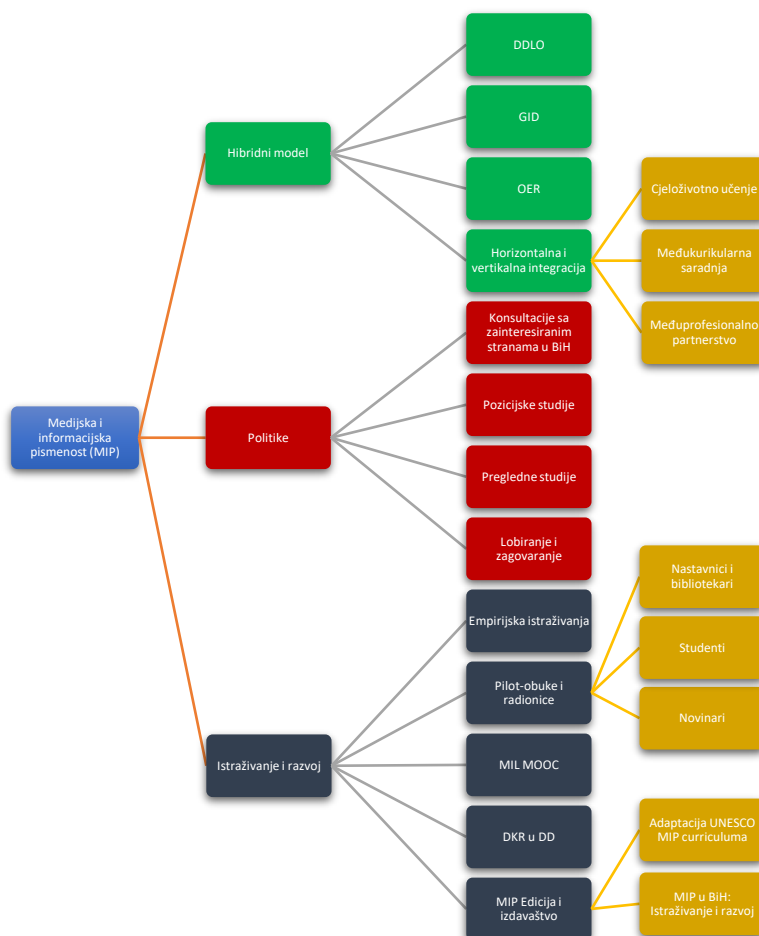 Medijska i
informacijska
pismenost (MIP)
Hibridni model
DDLO
GID
OER
Horizontalna i
vertikalna integracija
Cjeloživotno učenje
Međukurikularna
saradnja
Međuprofesionalno
partnerstvo
Politike
Konsultacije sa
zainteresiranim
stranama u BiH
Pozicijske studije
Pregledne studije
Lobiranje i
zagovaranje
Istraživanje i razvoj
Empirijska istraživanja
Pilot-obuke i
radionice
Nastavnici i
bibliotekari
Studenti
Novinari
MIL MOOC
DKR u DD
MIP Edicija i
izdavaštvo
Adaptacija UNESCO
MIP curriculuma
MIP u BiH:
Istraživanje i razvoj